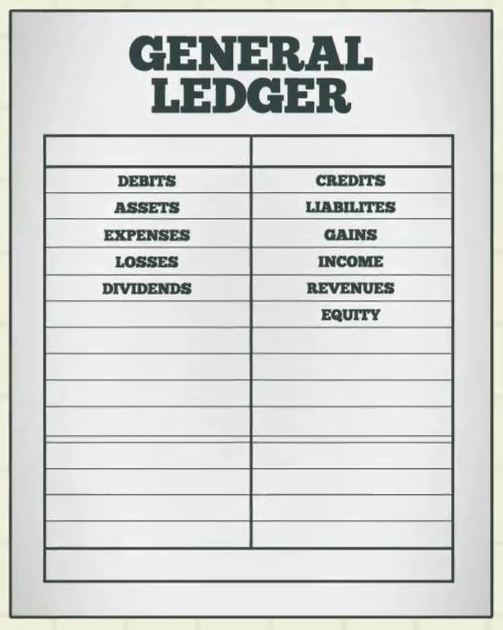 GENERAL
LEDGER
DEBITS CREDITS
ASSETS LIABILITES
EXPENSES GAINS
LOSSES INCOME
DIVIDENDS REVENUES
EQUITY